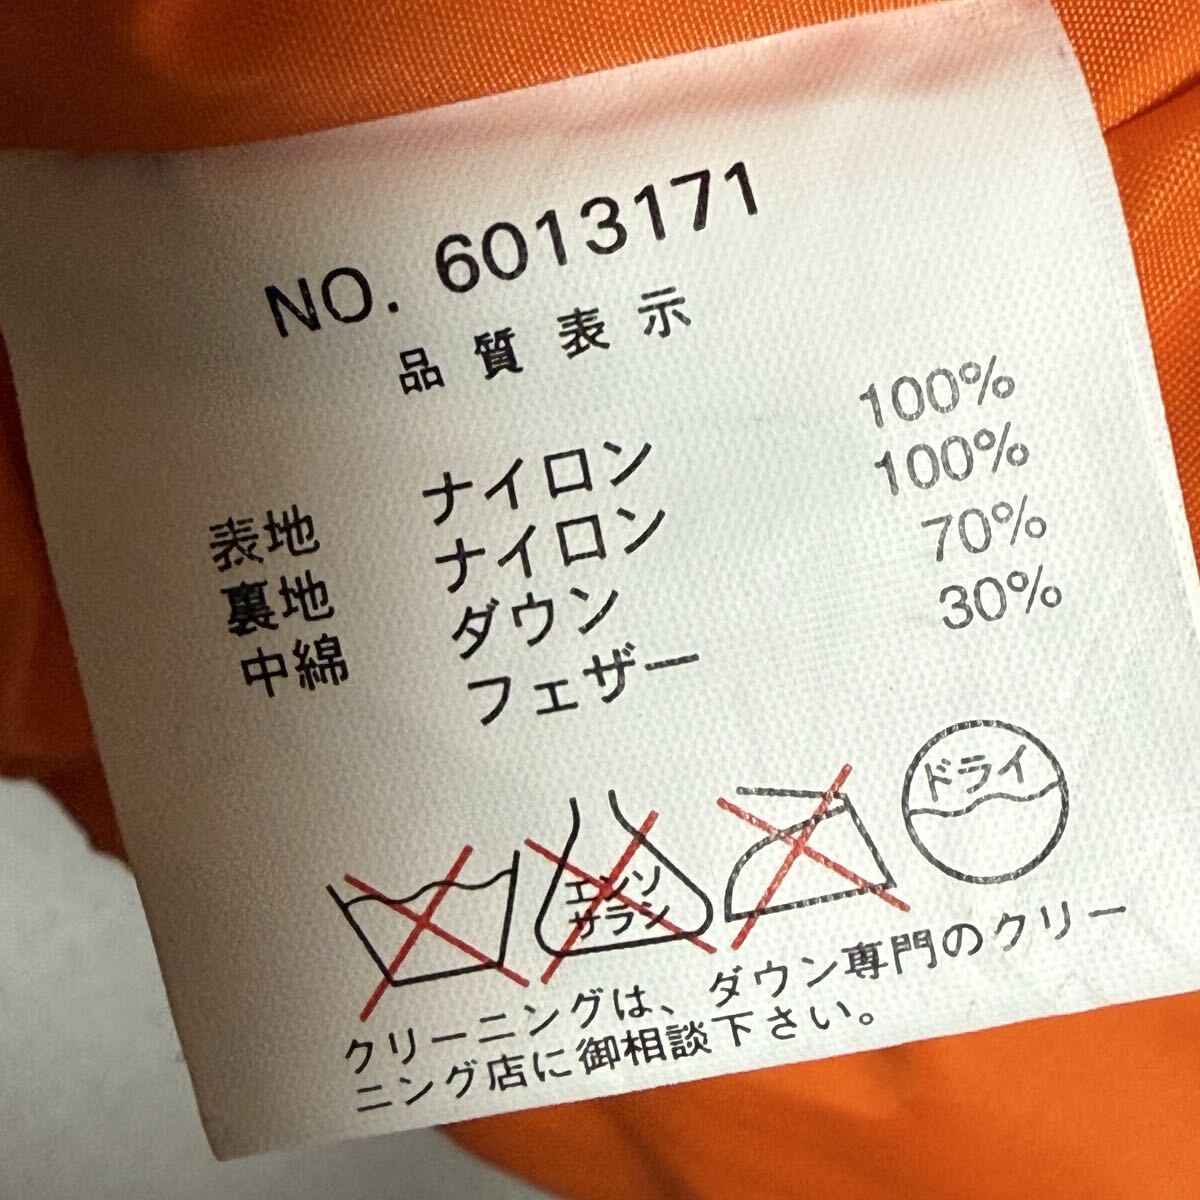 NO. 6013171
品質表示
表地 ナイロン 100%
裏地 ナイロン 100%
中綿 ダウン 70%
フェザー 30%
エンソ
サラシ
ドライ
クリーニングは、ダウン専門のクリー
ニング店に御相談下さい。